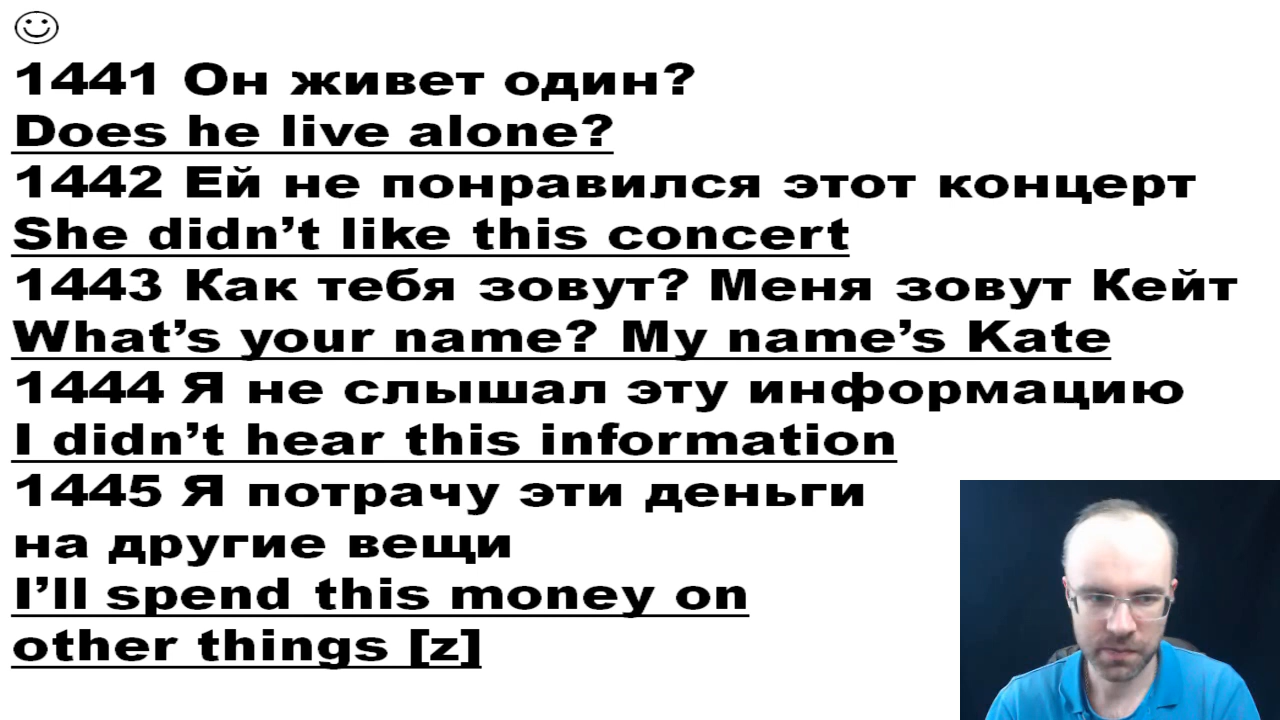 1441 Он живет один?
Does he live alone?
1442 Ей не понравился этот концерт
She didn’t like this concert
1443 Как тебя зовут? Меня зовут Кейт
What’s your name? My name’s Kate
1444 Я не слышал эту информацию
I didn’t hear this information
1445 Я потрачу эти деньги
на другие вещи
I’ll spend this money on
other things [z]